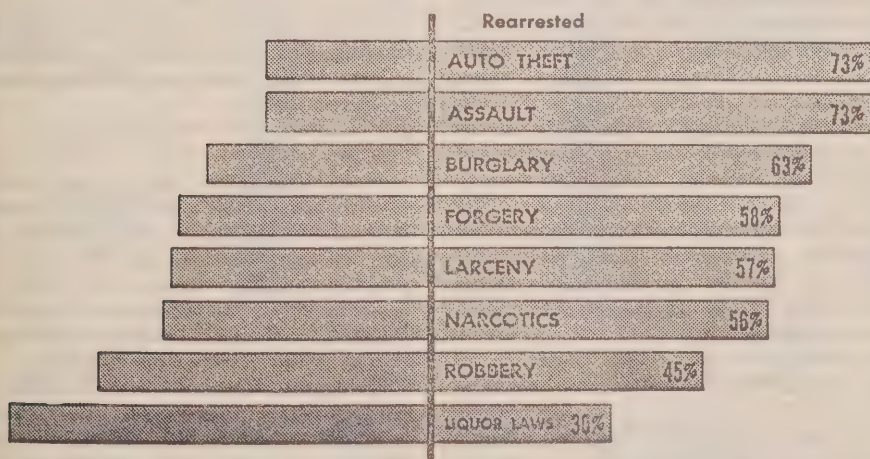 Rearrested
AUTO THEFT 73%
ASSAULT 73%
BURGLARY 63%
FORGERY 58%
LARCENY 57%
NARCOTICS 56%
ROBBERY 45%
LIQUOR LAWS 30%